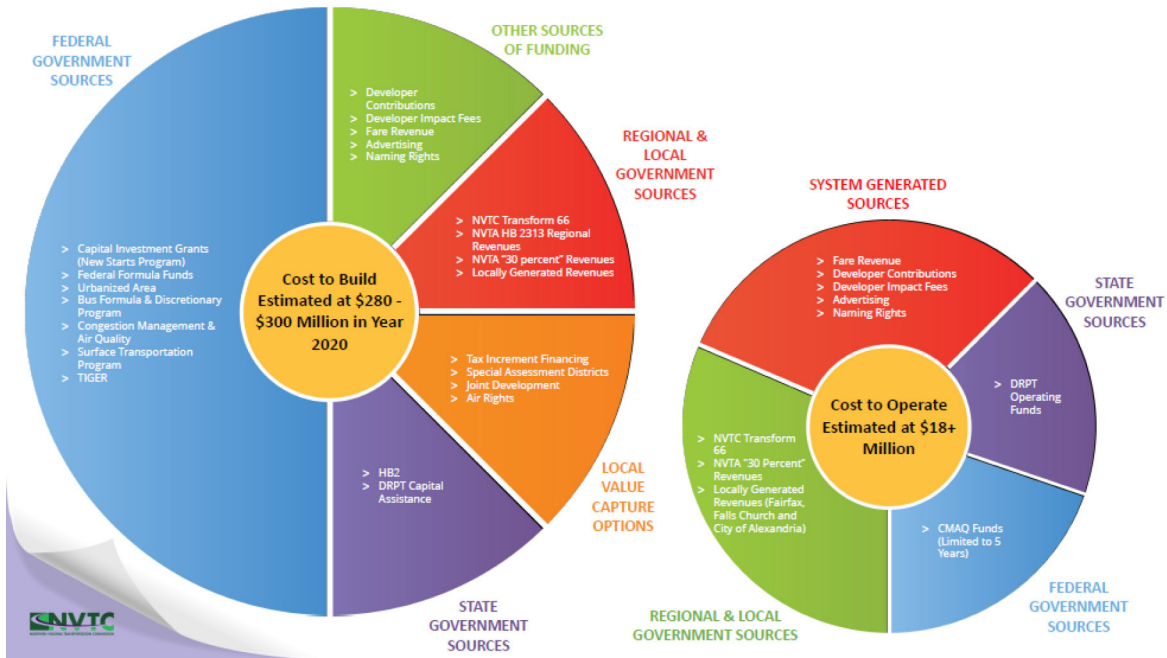 FEDERAL
GOVERNMENT
SOURCES
> Capital Investment Grants
(New Starts Program)
> Federal Formula Funds
> Urbanized Area
> Bus Formula & Discretionary
Program
> Congestion Management &
Air Quality
> Surface Transportation
Program
> TIGER
OTHER SOURCES
OF FUNDING
> Developer
Contributions
> Developer Impact Fees
> Fare Revenue
> Advertising
> Naming Rights
REGIONAL &
LOCAL
GOVERNMENT
SOURCES
> NVTC Transform 66
> NVTA HB 2313 Regional
Revenues
> NVTA "30 percent" Revenues
> Locally Generated Revenues
Cost to Build
Estimated at $280 -
$300 Million in Year
2020
> Tax Increment Financing
> Special Assessment Districts
> Joint Development
> Air Rights
LOCAL
VALUE
CAPTURE
OPTIONS
> HB2
> DRPT Capital
Assistance
STATE
GOVERNMENT
SOURCES
SYSTEM GENERATED
SOURCES
> Fare Revenue
> Developer Contributions
> Developer Impact Fees
> Advertising
> Naming Rights
STATE
GOVERNMENT
SOURCES
> DRPT
Operating
Funds
Cost to Operate
Estimated at $18+
Million
> NVTC Transform
66
> NVTA "30 Percent"
Revenues
> Locally Generated
Revenues (Fairfax,
Falls Church and
City of Alexandria)
REGIONAL & LOCAL
GOVERNMENT SOURCES
> CMAQ Funds
(Limited to 5
Years)
FEDERAL
GOVERNMENT
SOURCES
NVTC